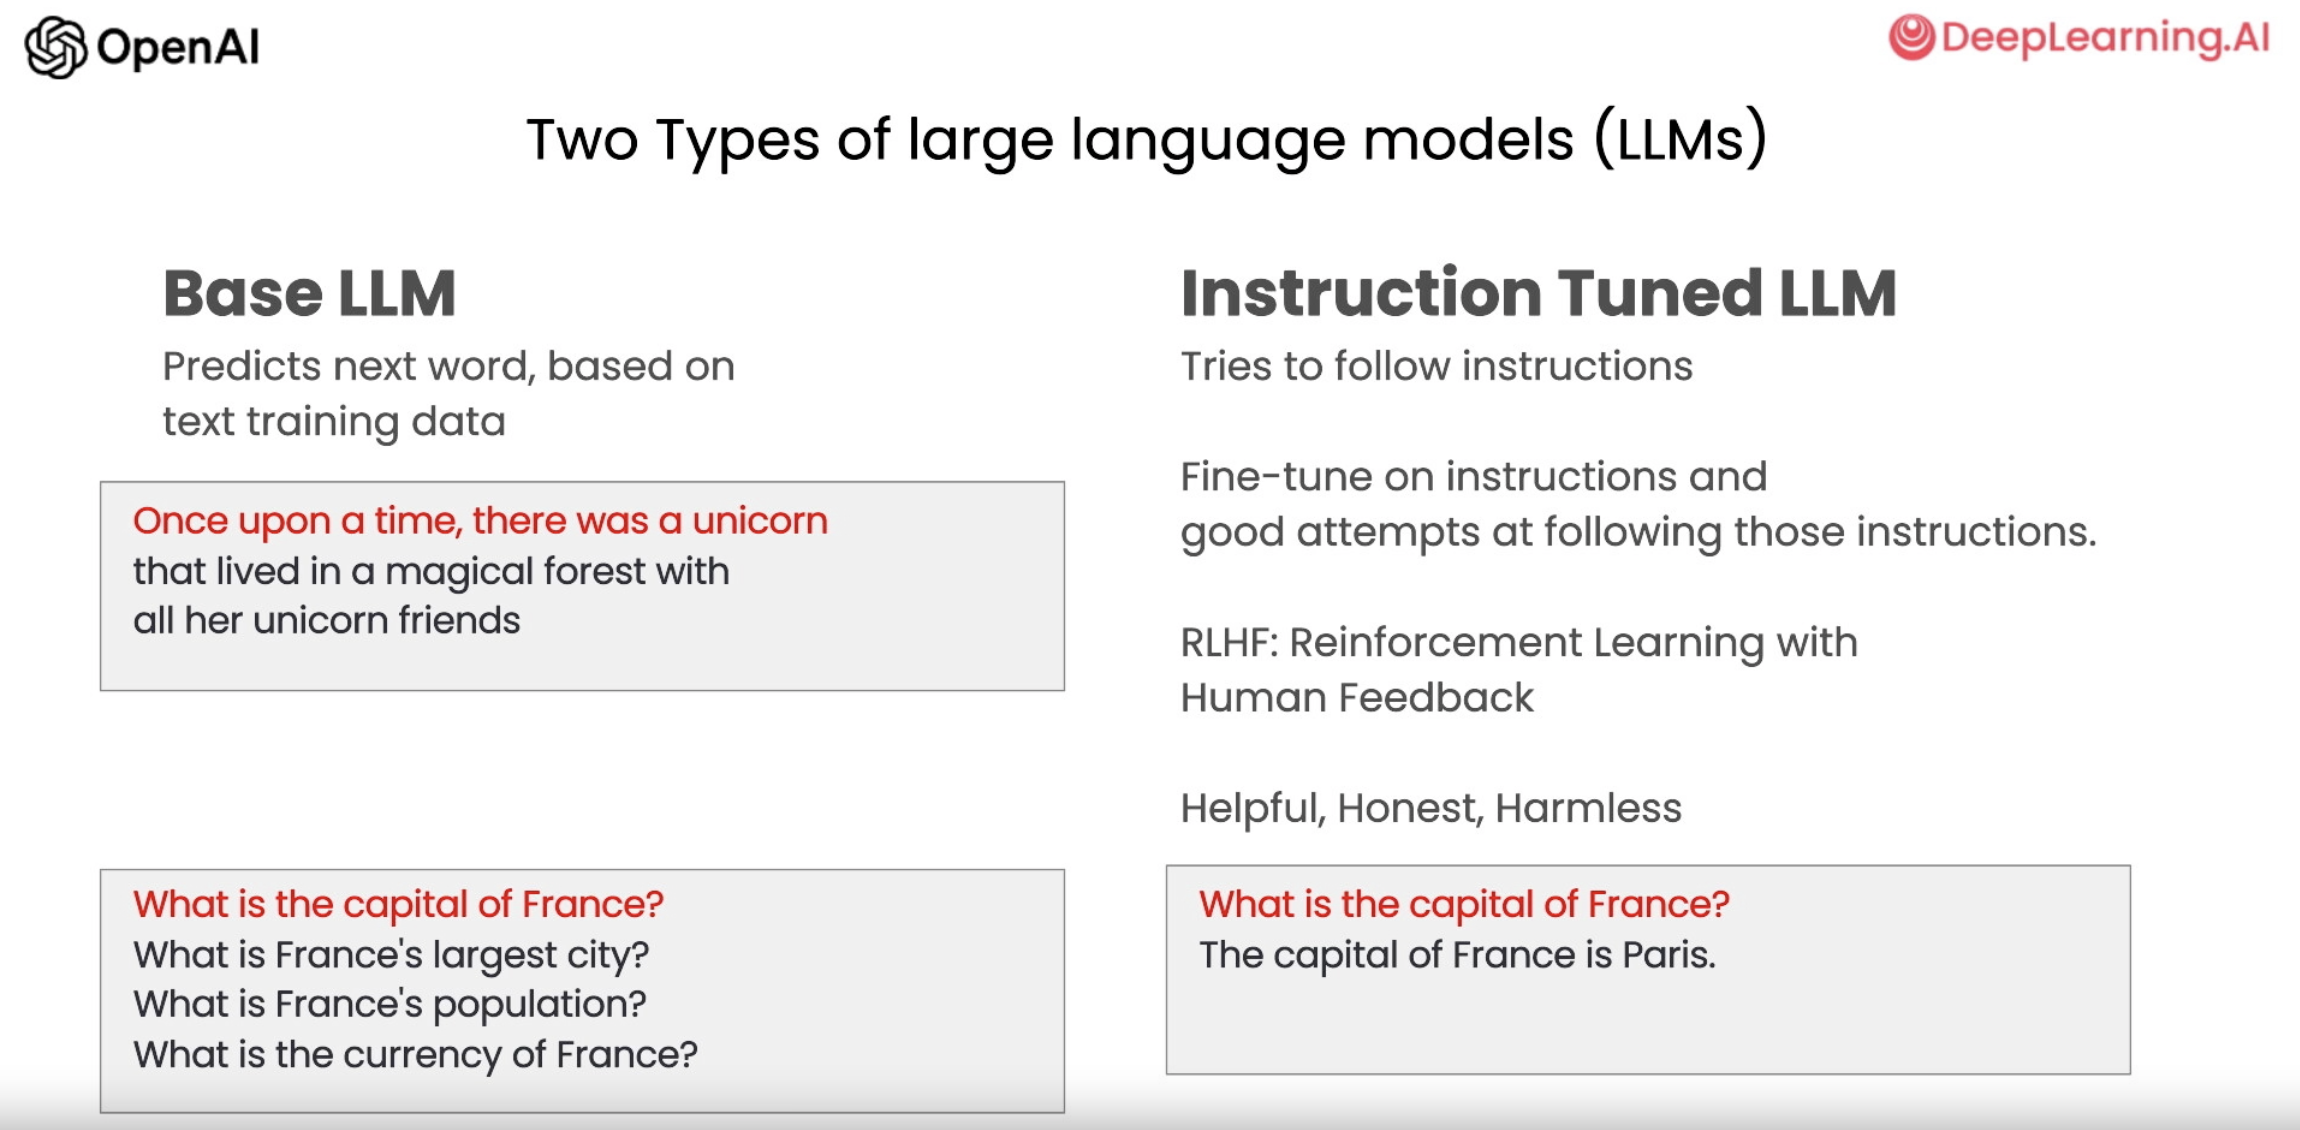 OpenAI
DeepLearning.AI
Two Types of large language models (LLMs)
Base LLM
Predicts next word, based on
text training data
Once upon a time, there was a unicorn
that lived in a magical forest with
all her unicorn friends
What is the capital of France?
What is France's largest city?
What is France's population?
What is the currency of France?
Instruction Tuned LLM
Tries to follow instructions
Fine-tune on instructions and
good attempts at following those instructions.
RLHF: Reinforcement Learning with
Human Feedback
Helpful, Honest, Harmless
What is the capital of France?
The capital of France is Paris.